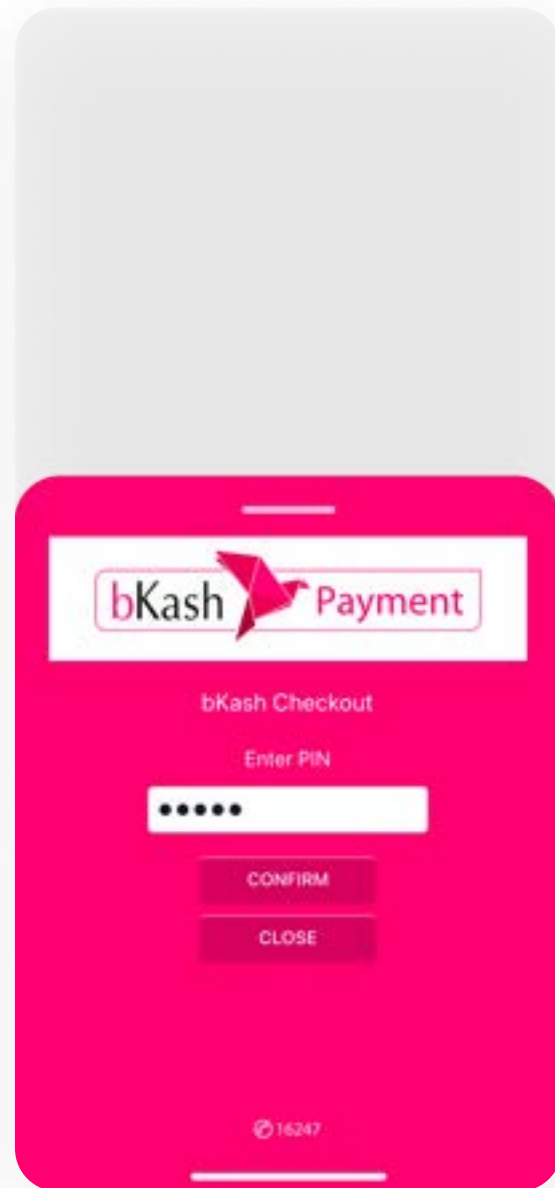 bKash Payment
bKash Checkout
Enter PIN
●●●●●
CONFIRM
CLOSE
✆ 16247